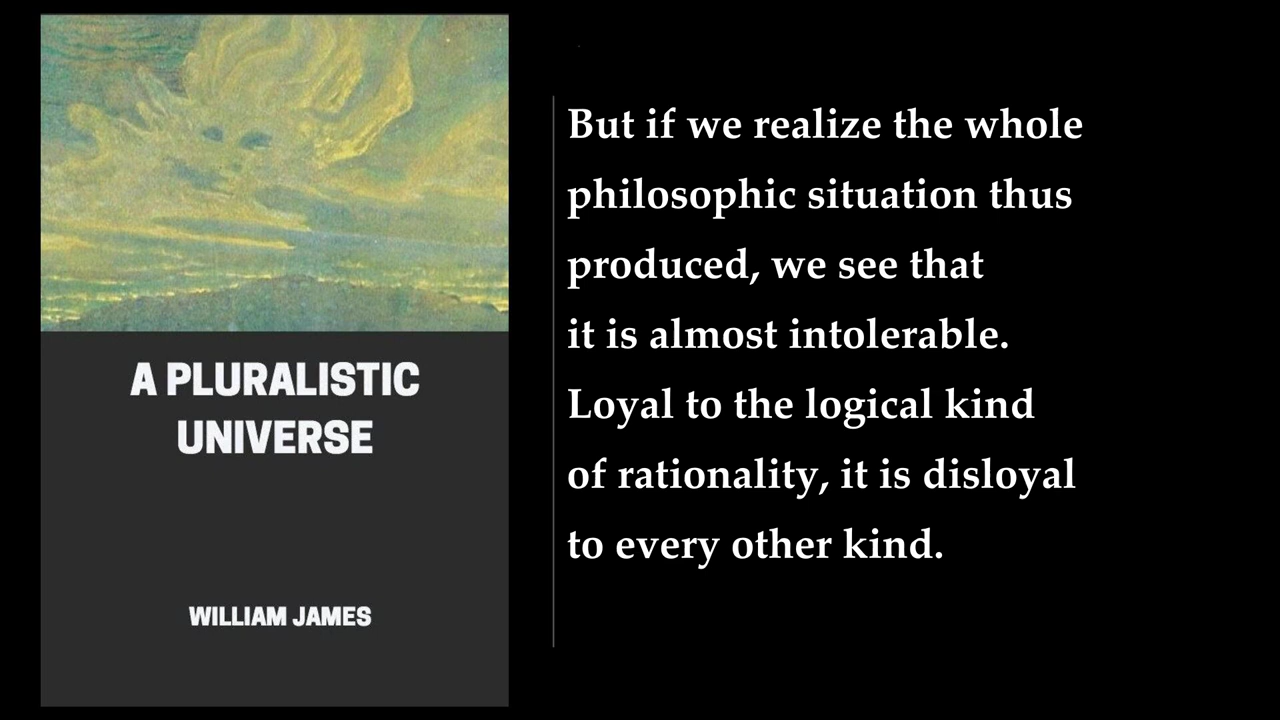 A PLURALISTIC
UNIVERSE
WILLIAM JAMES
But if we realize the whole
philosophic situation thus
produced, we see that
it is almost intolerable.
Loyal to the logical kind
of rationality, it is disloyal
to every other kind.